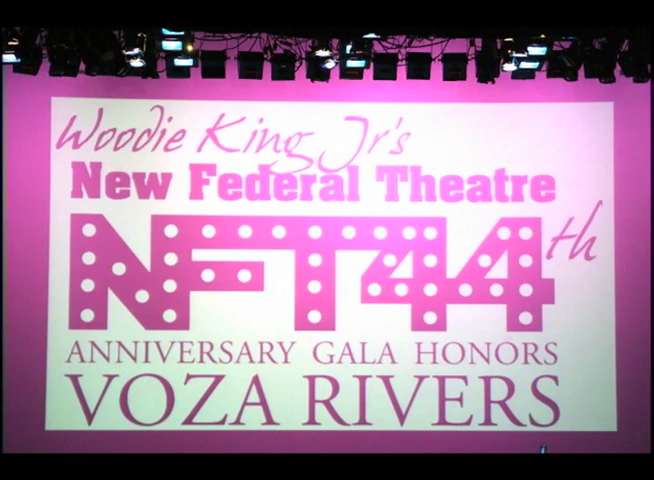 Woodie King Jr's
New Federal Theatre
NFT44th
ANNIVERSARY GALA HONORS
VOZA RIVERS